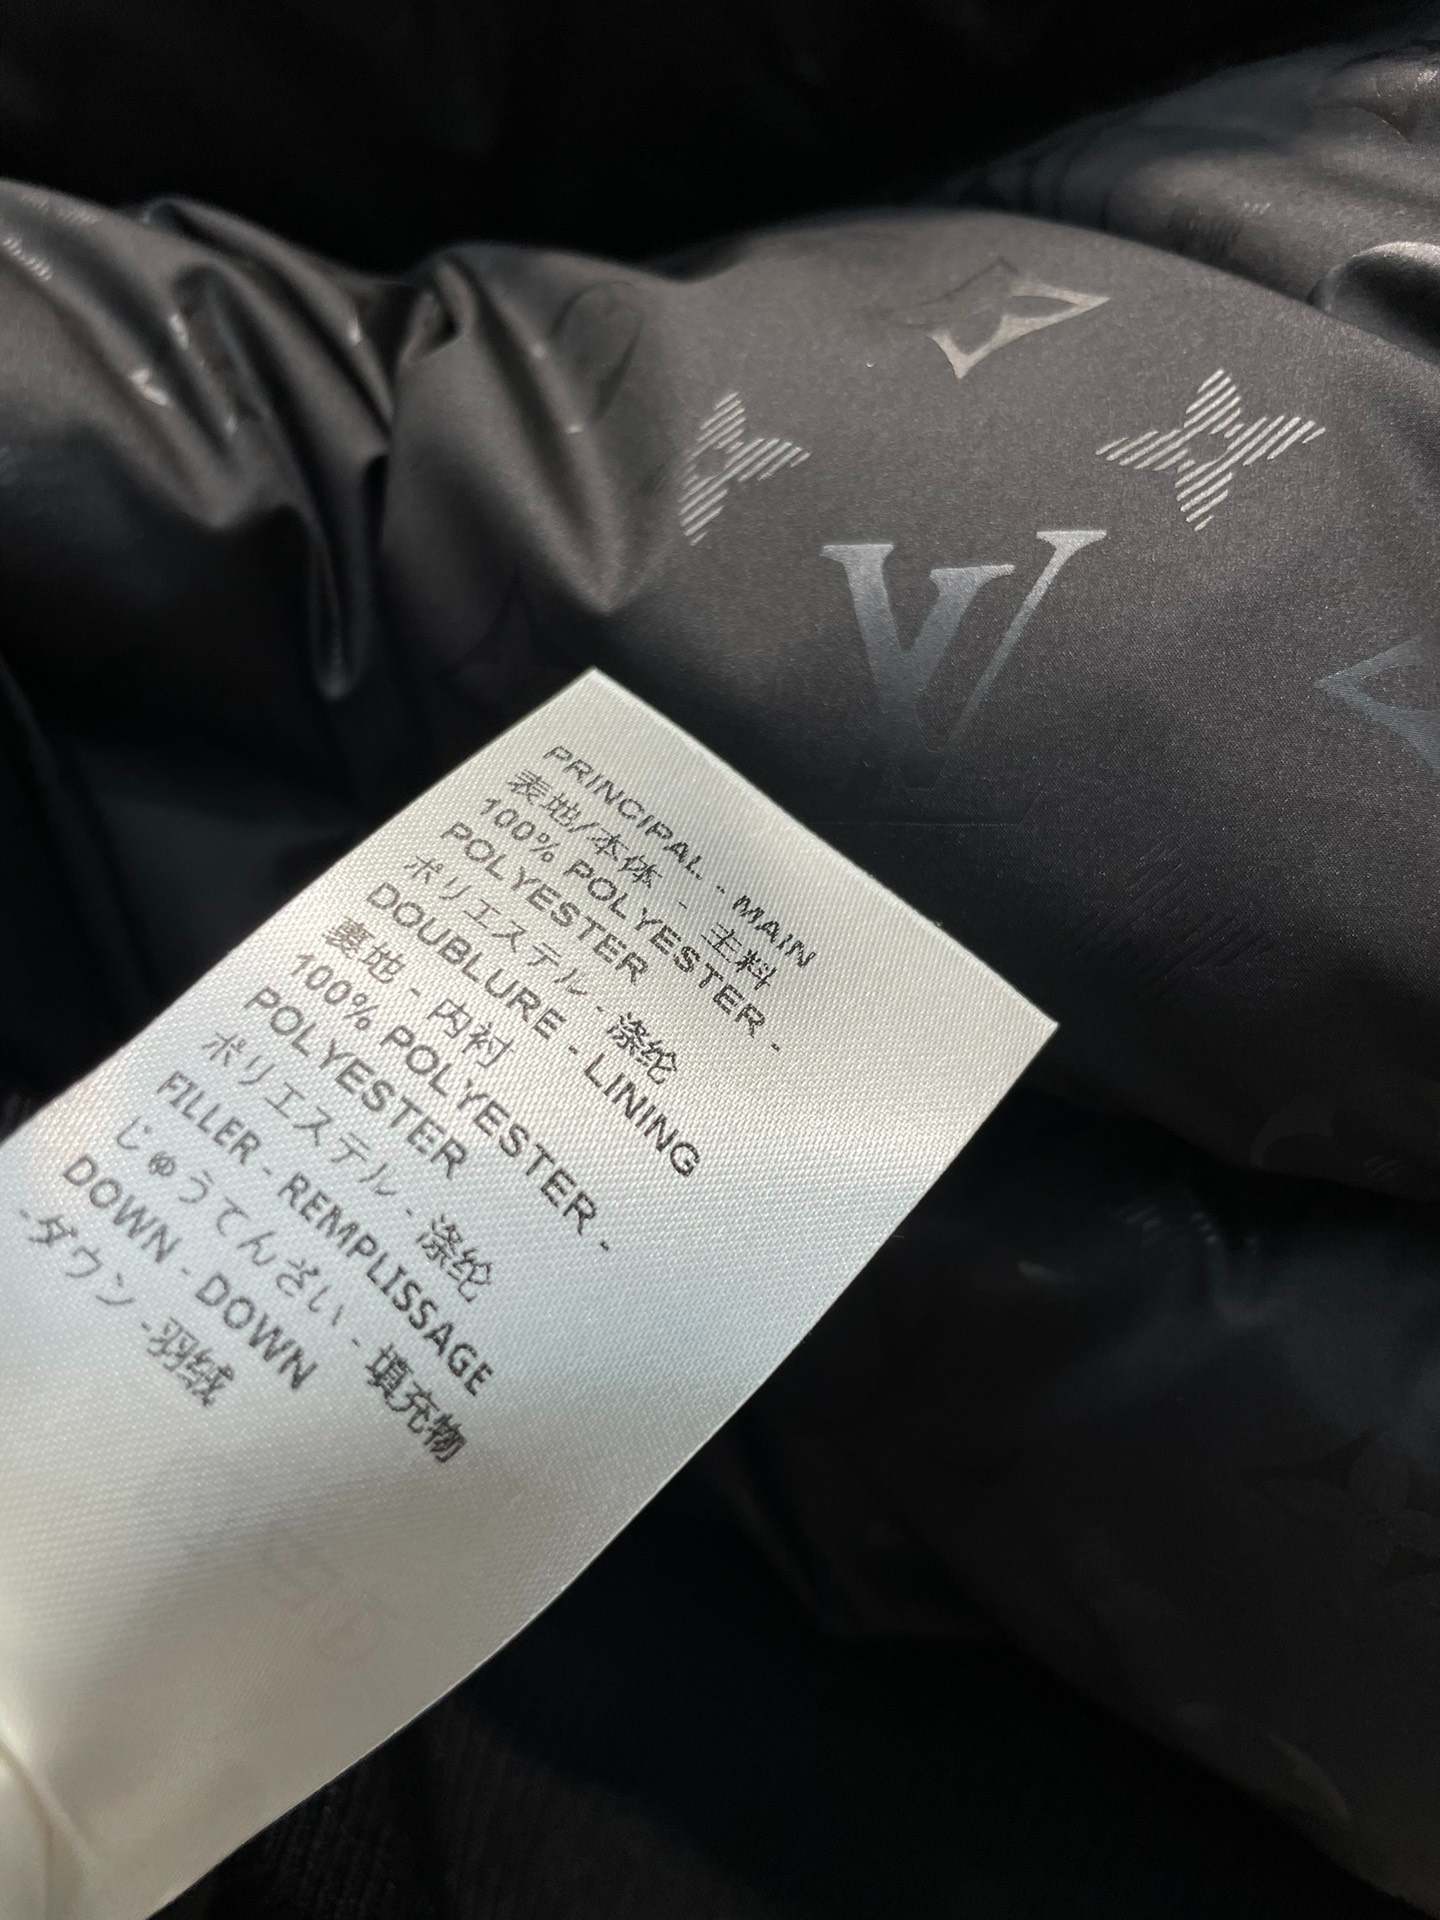 PRINCIPAL - MAIN
表地/本体 - 主料
100% POLYESTER -
POLYESTER
ポリエステル - 涤纶
DOUBLURE - LINING
裏地 - 内衬
100% POLYESTER -
POLYESTER
ポリエステル - 涤纶
FILLER - REMPLISSAGE
じゅうてんざい - 填充物
DOWN - DOWN
-ダウン -羽绒
LV